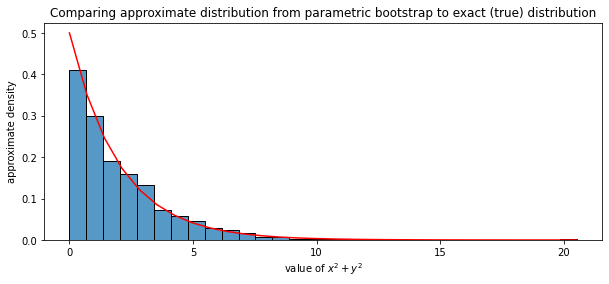 Comparing approximate distribution from parametric bootstrap to exact (true) distribution
approximate density
0.5
0.4
0.3
0.2
0.1
0.0
0 5 10 15 20
value of x² + y²